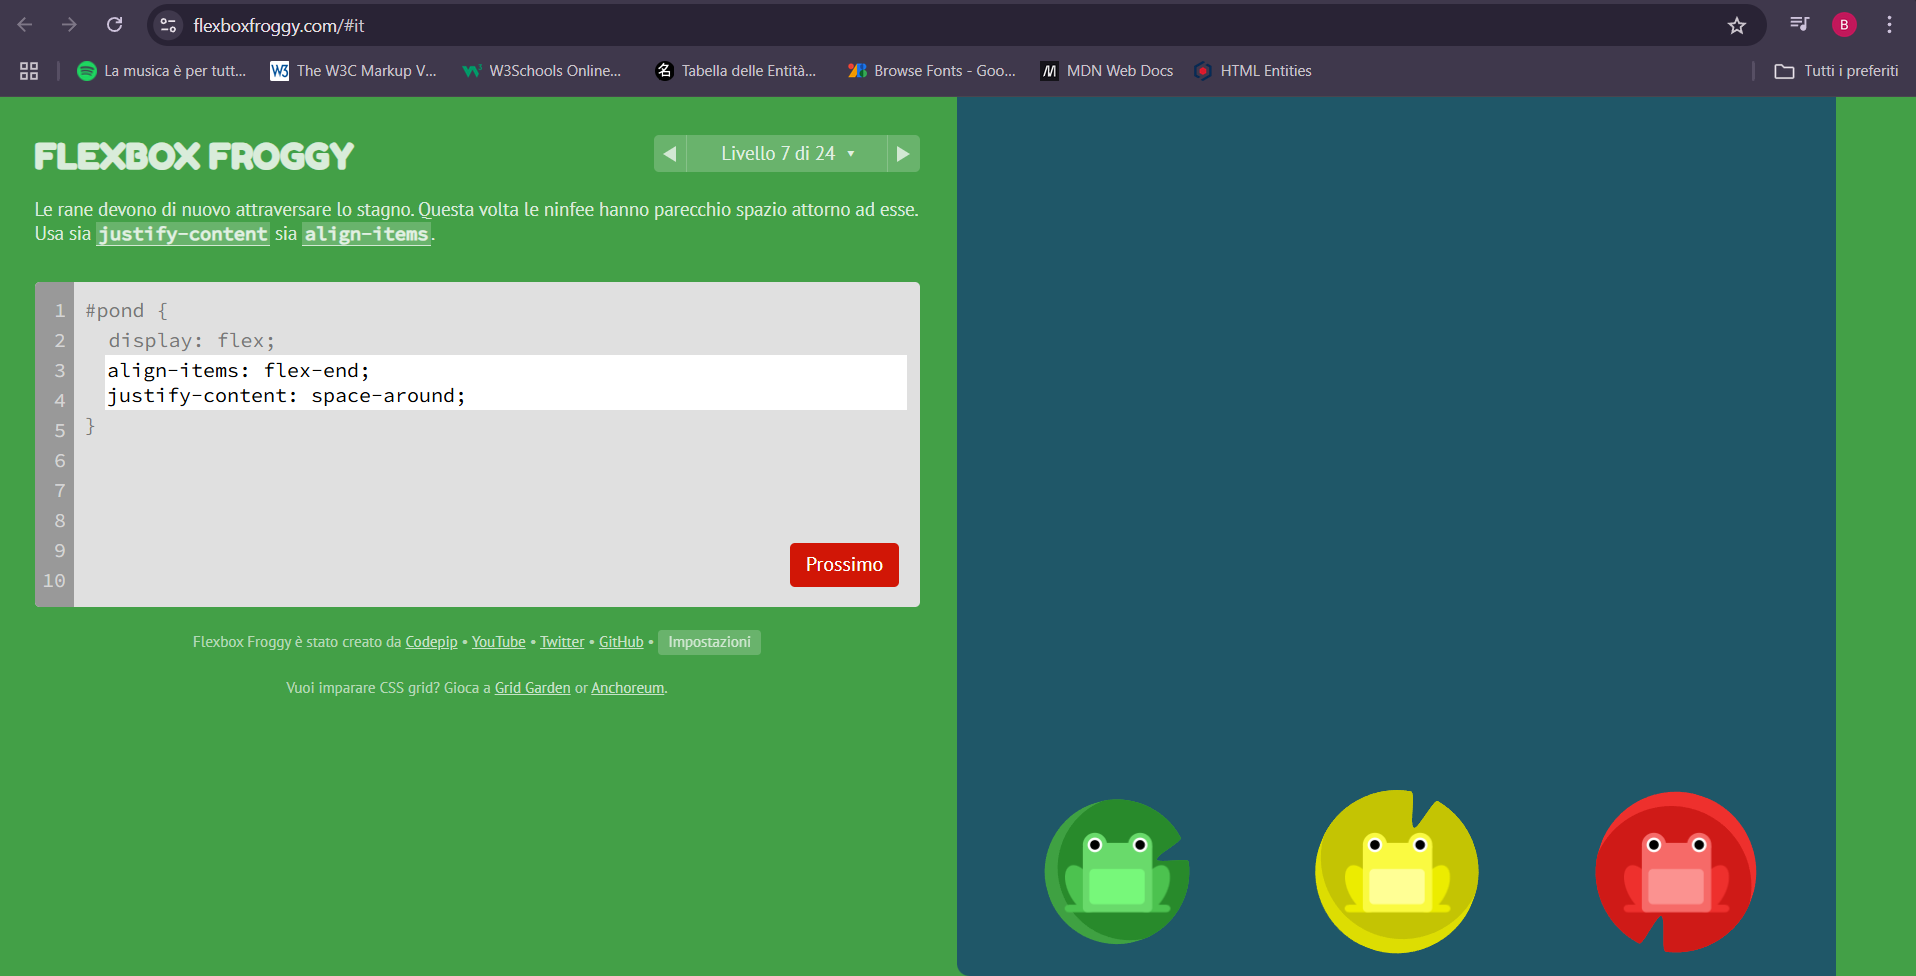 flexboxfroggy.com/#it
B
La musica è per tutt...
W3 The W3C Markup V...
W3Schools Online...
名 Tabella delle Entità...
Browse Fonts - Goo...
M MDN Web Docs
HTML Entities
Tutti i preferiti
FLEXBOX FROGGY
Livello 7 di 24
Le rane devono di nuovo attraversare lo stagno. Questa volta le ninfee hanno parecchio spazio attorno ad esse.
Usa sia justify-content sia align-items.
1 #pond {
2 display: flex;
3 align-items: flex-end;
4 justify-content: space-around;
5 }
6
7
8
9
10
Prossimo
Flexbox Froggy è stato creato da Codepip • YouTube • Twitter • GitHub • Impostazioni
Vuoi imparare CSS grid? Gioca a Grid Garden or Anchoreum.